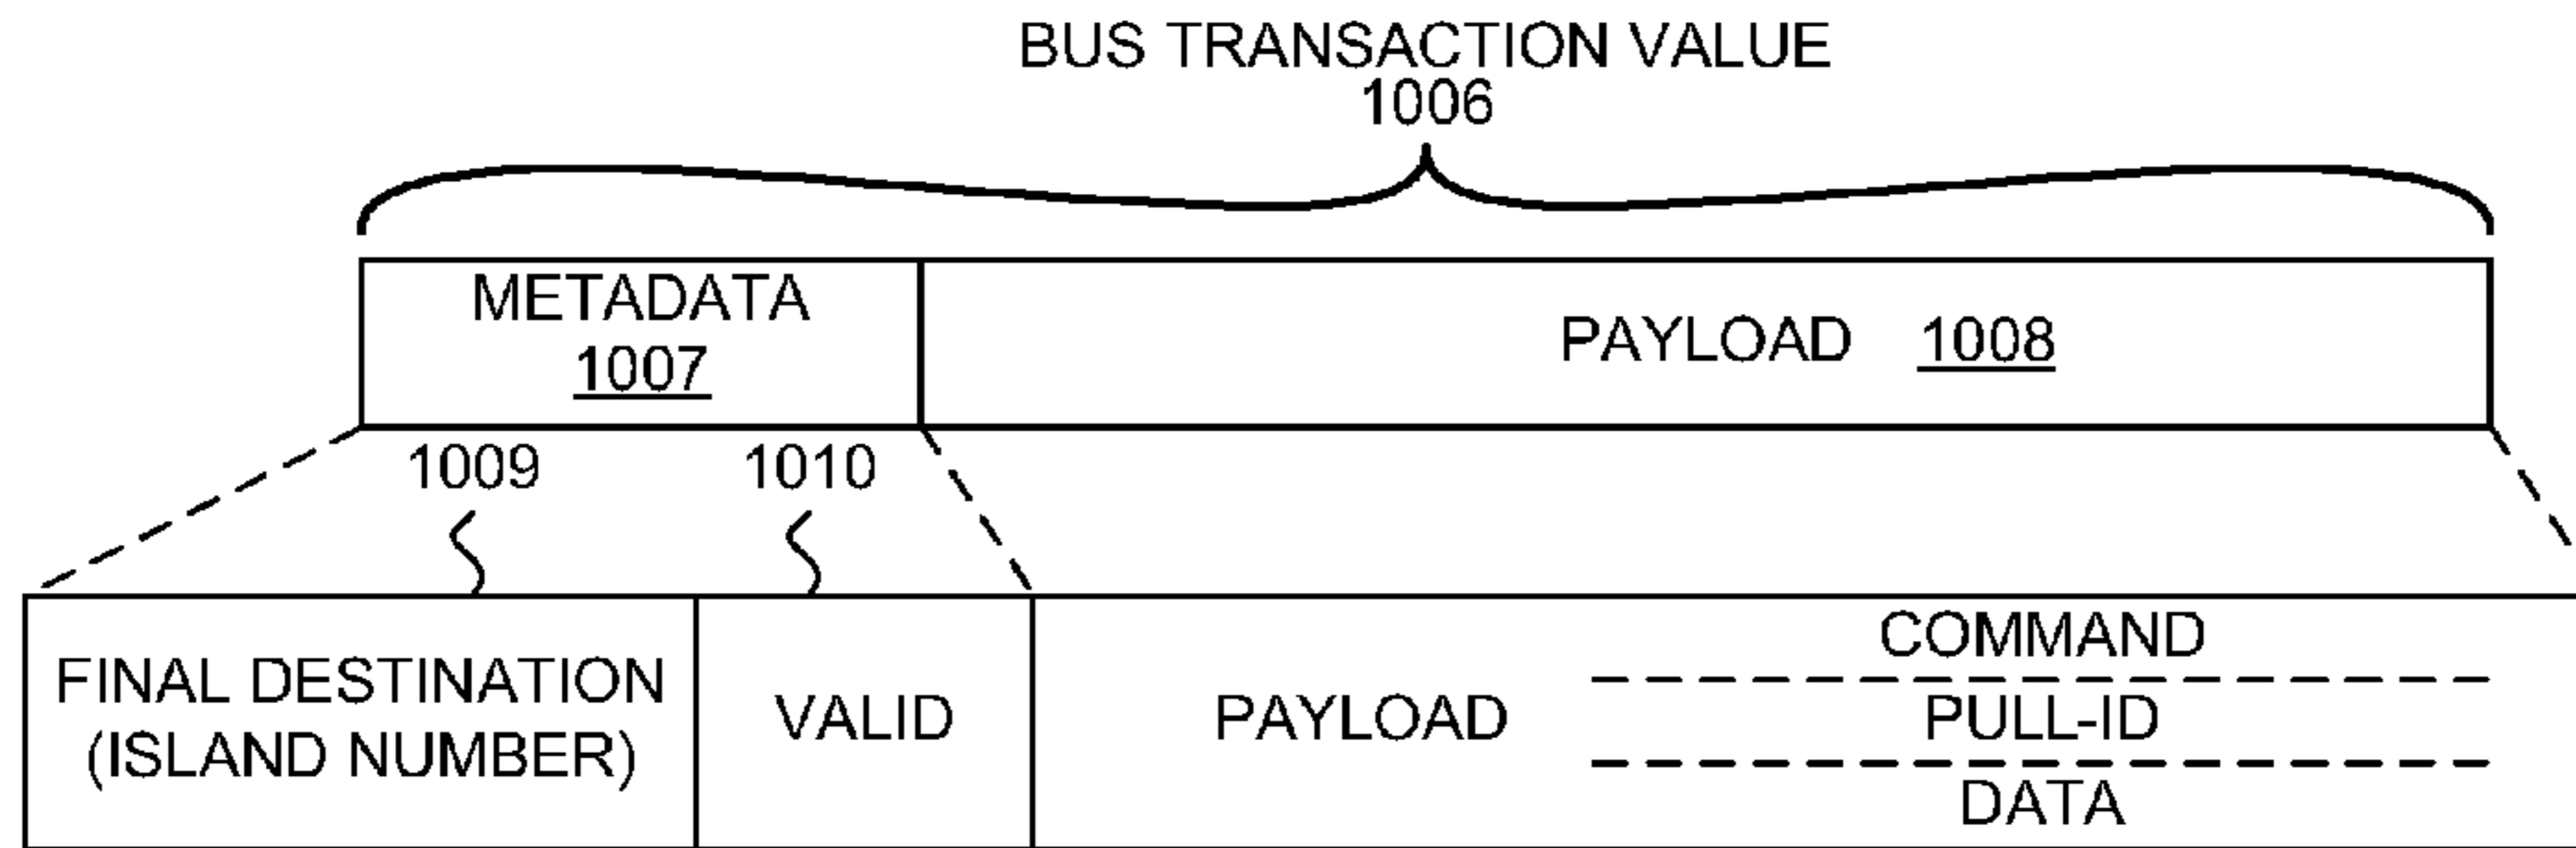 BUS TRANSACTION VALUE
1006
METADATA
1007
PAYLOAD 1008
1009 1010
FINAL DESTINATION
(ISLAND NUMBER)
VALID
PAYLOAD
COMMAND
PULL-ID
DATA